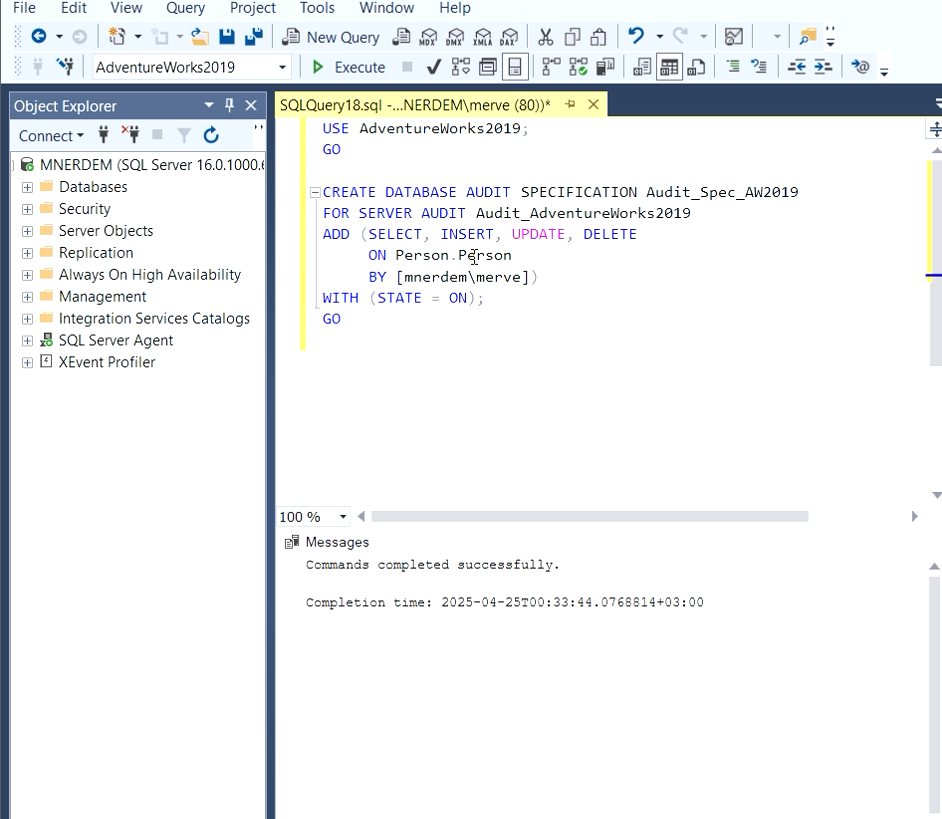 File Edit View Query Project Tools Window Help
New Query MDX DMX XMLA DAX
AdventureWorks2019 Execute
Object Explorer
SQLQuery18.sql -...NERDEM\merve (80))*
Connect
MNERDEM (SQL Server 16.0.1000.6
Databases
Security
Server Objects
Replication
Always On High Availability
Management
Integration Services Catalogs
SQL Server Agent
XEvent Profiler
USE AdventureWorks2019;
GO
CREATE DATABASE AUDIT SPECIFICATION Audit_Spec_AW2019
FOR SERVER AUDIT Audit_AdventureWorks2019
ADD (SELECT, INSERT, UPDATE, DELETE
ON Person.Person
BY [mnerdem\merve])
WITH (STATE = ON);
GO
100 %
Messages
Commands completed successfully.
Completion time: 2025-04-25T00:33:44.0768814+03:00